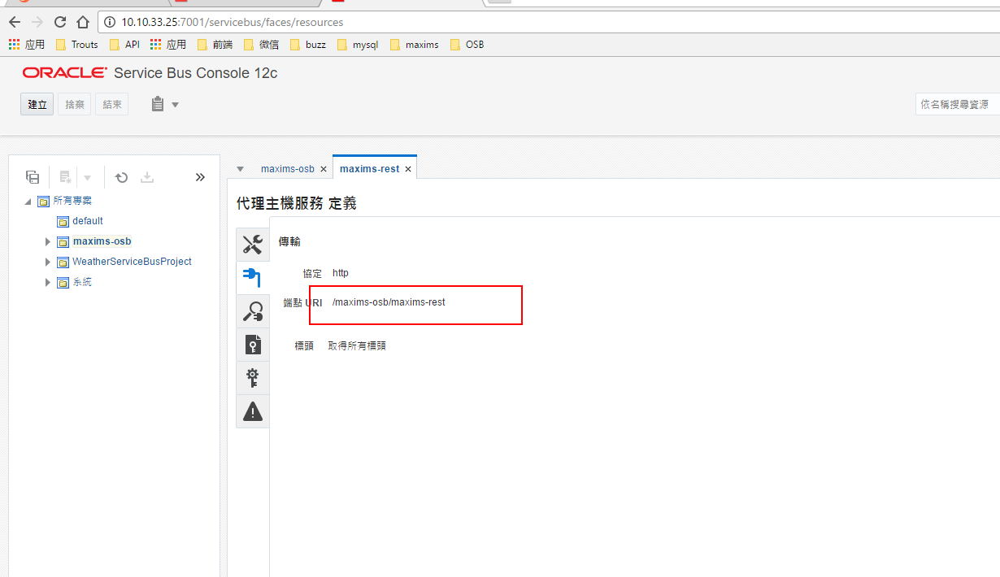 10.10.33.25:7001/servicebus/faces/resources
应用 Trouts API 应用 前端 微信 buzz mysql maxims OSB
ORACLE Service Bus Console 12c
建立 捨棄 結束
依名稱搜尋資源
maxims-osb maxims-rest
代理主機服務 定義
所有專案
default
maxims-osb
WeatherServiceBusProject
系統
傳輸
協定 http
端點 URI /maxims-osb/maxims-rest
標頭 取得所有標頭